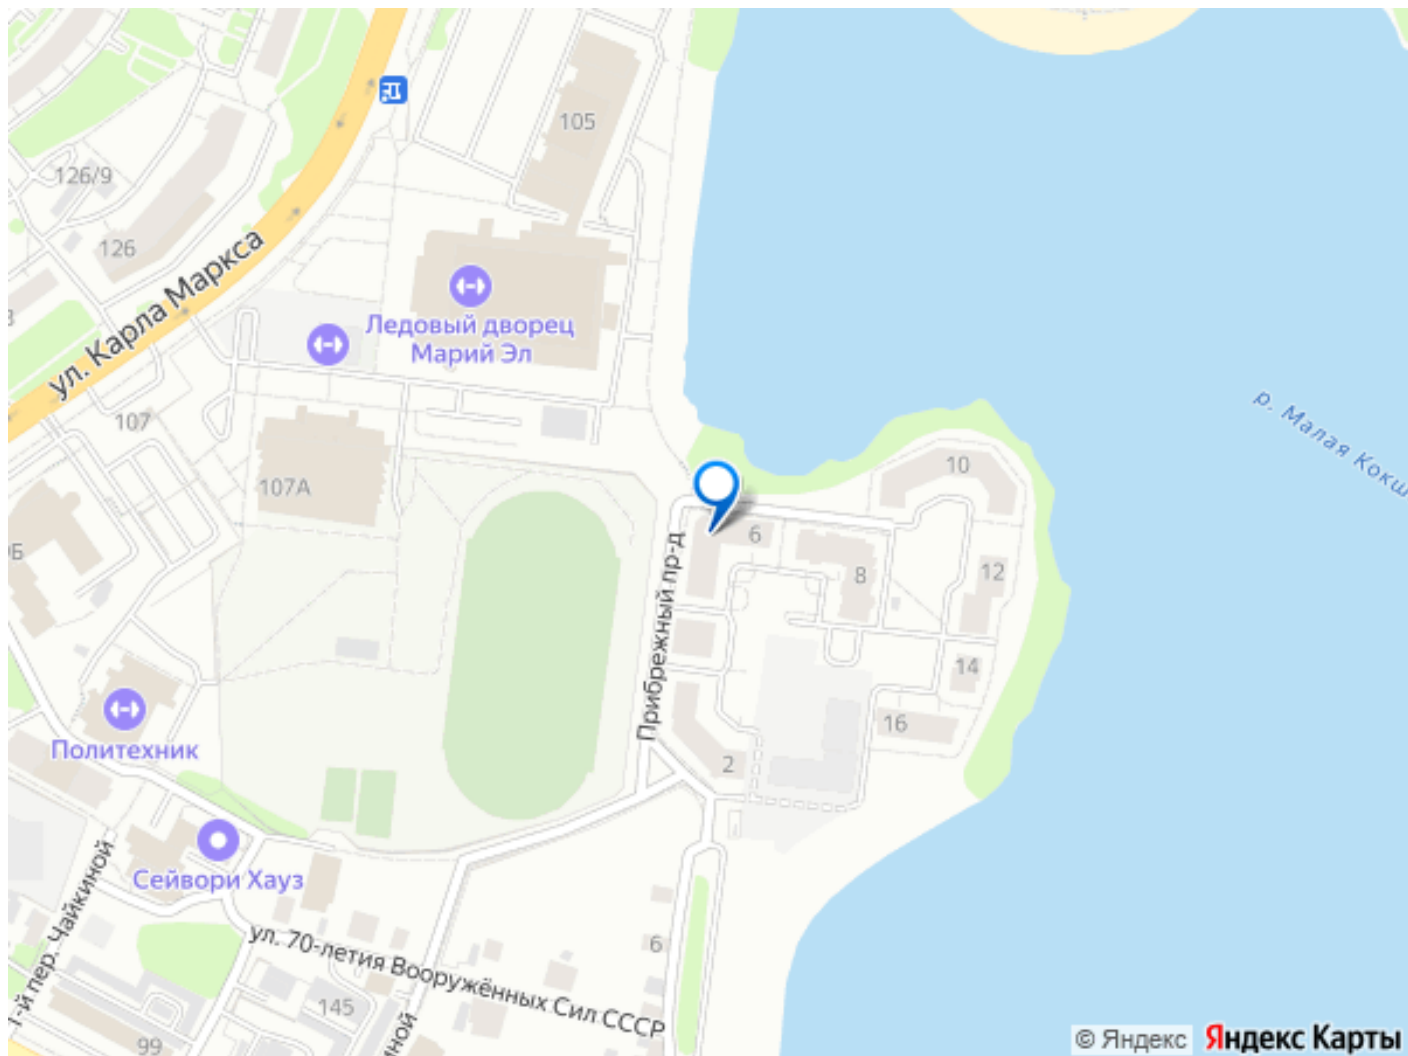 105
126/9
126
ул. Карла Маркса
Ледовый дворец
Марий Эл
р. Малая Кокш
107
10
107А
6
Прибрежный пр-д
8
12
14
16
Политехник
2
Сейвори Хауз
1-й пер. Чайкиной
ул. 70-летия Вооружённых Сил СССР
6
145
99
© Яндекс Яндекс Карты